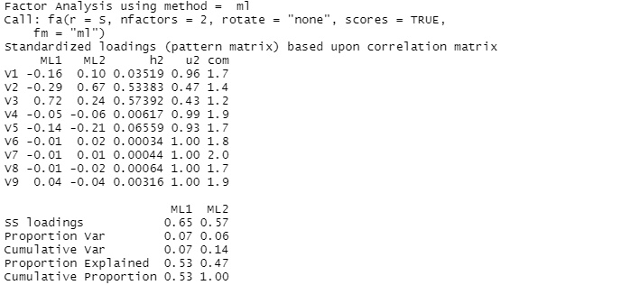 Factor Analysis using method =  ml
Call: fa(r = S, nfactors = 2, rotate = "none", scores = TRUE,
    fm = "ml")
Standardized loadings (pattern matrix) based upon correlation matrix
     ML1   ML2      h2   u2 com
V1 -0.16  0.10 0.03519 0.96 1.7
V2 -0.29  0.67 0.53383 0.47 1.4
V3  0.72  0.24 0.57392 0.43 1.2
V4 -0.05 -0.06 0.00617 0.99 1.9
V5 -0.14 -0.21 0.06559 0.93 1.7
V6 -0.01  0.02 0.00034 1.00 1.8
V7 -0.01  0.01 0.00044 1.00 2.0
V8 -0.01 -0.02 0.00064 1.00 1.7
V9  0.04 -0.04 0.00316 1.00 1.9
                       ML1  ML2
SS loadings           0.65 0.57
Proportion Var        0.07 0.06
Cumulative Var        0.07 0.14
Proportion Explained  0.53 0.47
Cumulative Proportion 0.53 1.00